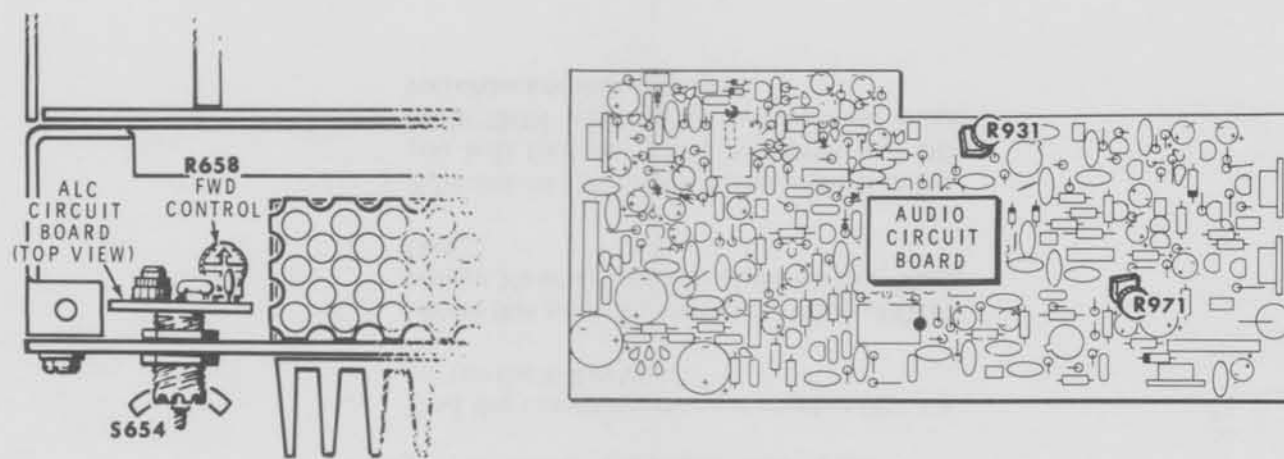 R658
FWD
CONTROL
ALC
CIRCUIT
BOARD
(TOP VIEW)
S654
R931
AUDIO
CIRCUIT
BOARD
R971